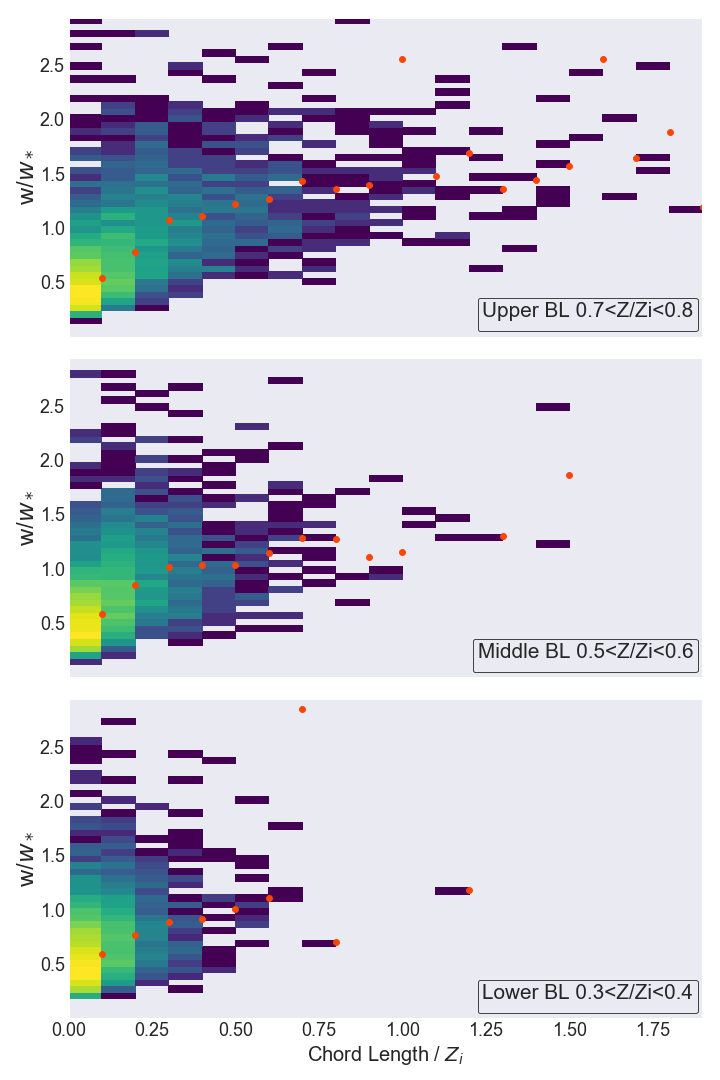 2.5
2.0
1.5
1.0
0.5
w/w*
Upper BL 0.7<Z/Zi<0.8
2.5
2.0
1.5
1.0
0.5
w/w*
Middle BL 0.5<Z/Zi<0.6
2.5
2.0
1.5
1.0
0.5
w/w*
Lower BL 0.3<Z/Zi<0.4
0.00 0.25 0.50 0.75 1.00 1.25 1.50 1.75
Chord Length / Zi